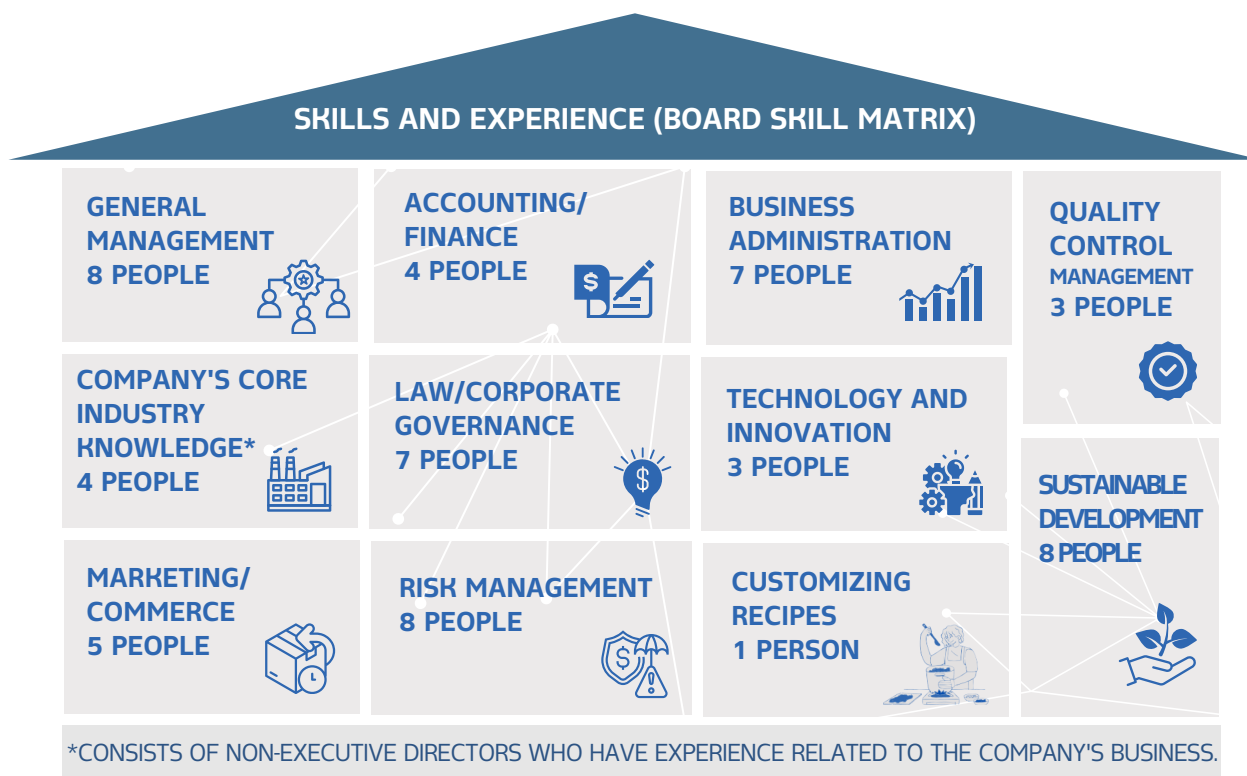 SKILLS AND EXPERIENCE (BOARD SKILL MATRIX)
GENERAL
MANAGEMENT
8 PEOPLE
ACCOUNTING/
FINANCE
4 PEOPLE
$
BUSINESS
ADMINISTRATION
7 PEOPLE
QUALITY
CONTROL
MANAGEMENT
3 PEOPLE
COMPANY'S CORE
INDUSTRY
KNOWLEDGE*
4 PEOPLE
LAW/CORPORATE
GOVERNANCE
7 PEOPLE
$
TECHNOLOGY AND
INNOVATION
3 PEOPLE
SUSTAINABLE
DEVELOPMENT
8 PEOPLE
MARKETING/
COMMERCE
5 PEOPLE
RISK MANAGEMENT
8 PEOPLE
$
!
CUSTOMIZING
RECIPES
1 PERSON
*CONSISTS OF NON-EXECUTIVE DIRECTORS WHO HAVE EXPERIENCE RELATED TO THE COMPANY'S BUSINESS.